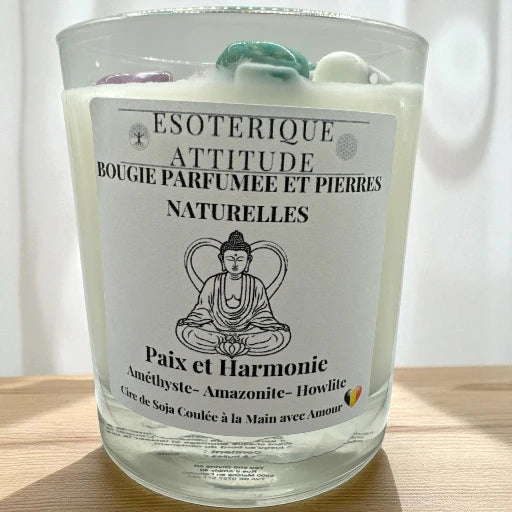 ESOTERIQUE
ATTITUDE
BOUGIE PARFUMEE ET PIERRES
NATURELLES
Paix et Harmonie
Améthyste- Amazonite- Howlite
Cire de Soja Coulée à la Main avec Amour